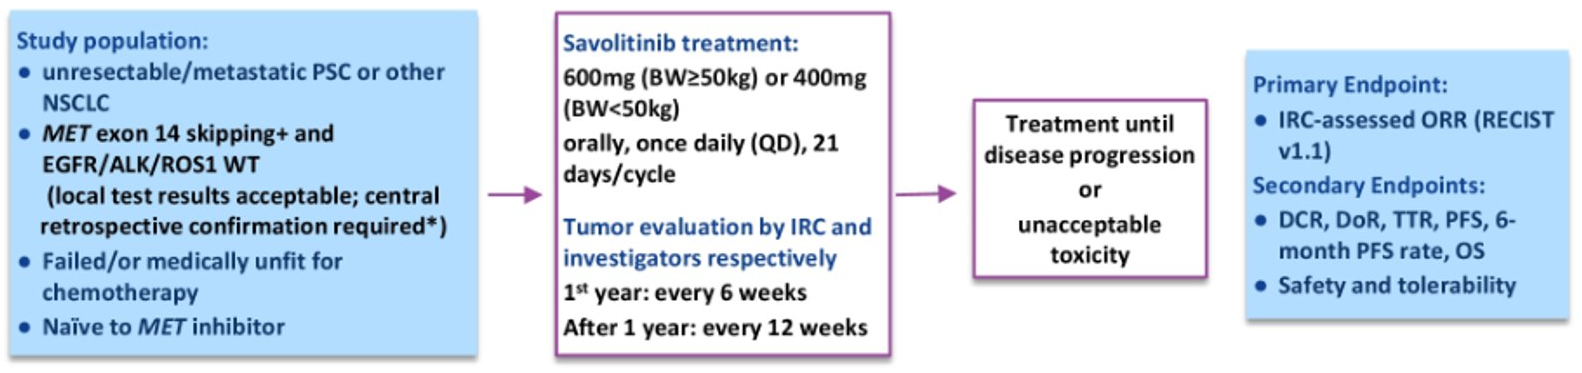 Study population:
● unresectable/metastatic PSC or other
NSCLC
● MET exon 14 skipping+ and
EGFR/ALK/ROS1 WT
(local test results acceptable; central
retrospective confirmation required*)
● Failed/or medically unfit for
chemotherapy
● Naïve to MET inhibitor
Savolitinib treatment:
600mg (BW≥50kg) or 400mg
(BW<50kg)
orally, once daily (QD), 21
days/cycle
Tumor evaluation by IRC and
investigators respectively
1st year: every 6 weeks
After 1 year: every 12 weeks
Treatment until
disease progression
or
unacceptable
toxicity
Primary Endpoint:
● IRC-assessed ORR (RECIST
v1.1)
Secondary Endpoints:
● DCR, DoR, TTR, PFS, 6-
month PFS rate, OS
● Safety and tolerability